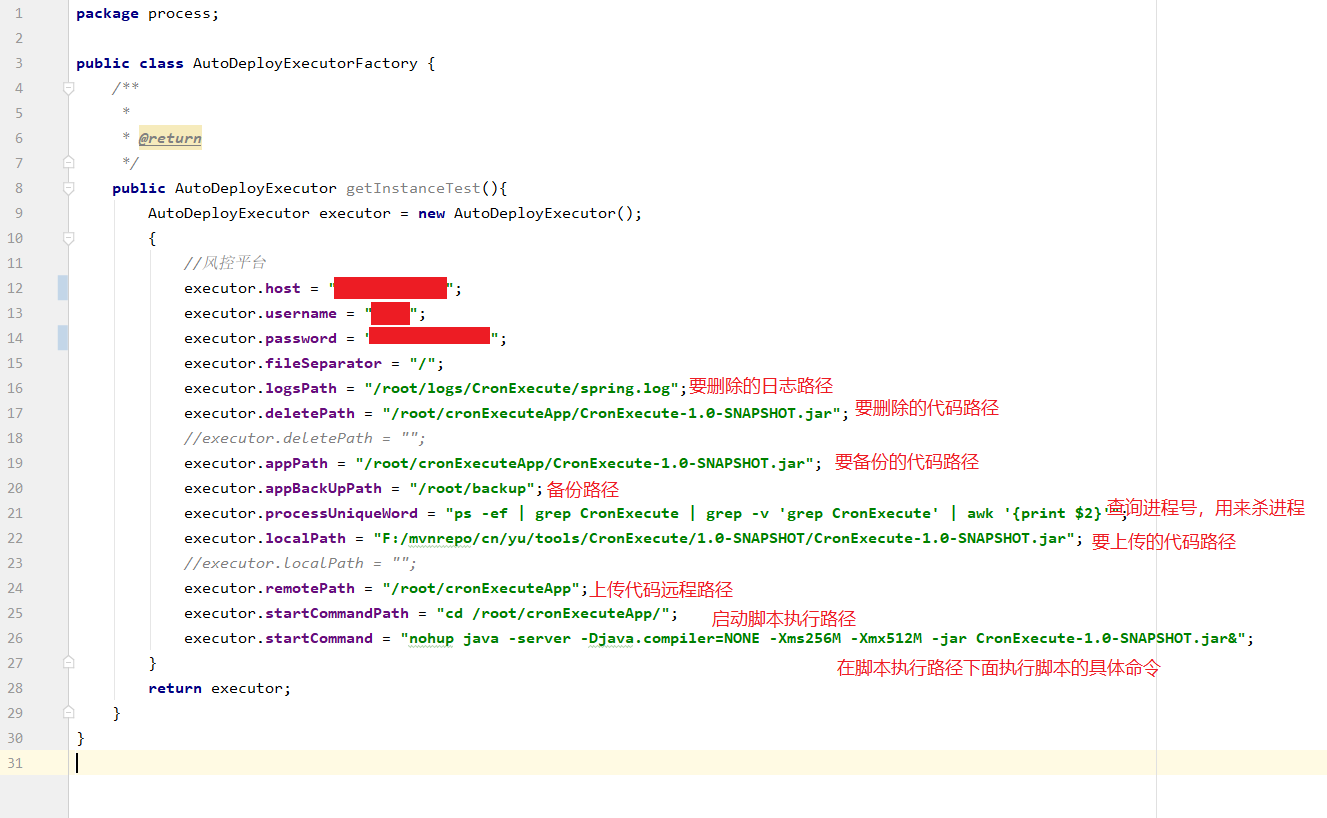 1 package process;
2
3 public class AutoDeployExecutorFactory {
4 /**
5 *
6 * @return
7 */
8 public AutoDeployExecutor getInstanceTest(){
9 AutoDeployExecutor executor = new AutoDeployExecutor();
10 {
11 //风控平台
12 executor.host = "";
13 executor.username = "";
14 executor.password = "";
15 executor.fileSeparator = "/";
16 executor.logsPath = "/root/logs/CronExecute/spring.log"; 要删除的日志路径
17 executor.deletePath = "/root/cronExecuteApp/CronExecute-1.0-SNAPSHOT.jar"; 要删除的代码路径
18 //executor.deletePath = "";
19 executor.appPath = "/root/cronExecuteApp/CronExecute-1.0-SNAPSHOT.jar"; 要备份的代码路径
20 executor.appBackUpPath = "/root/backup"; 备份路径
21 executor.processUniqueWord = "ps -ef | grep CronExecute | grep -v 'grep CronExecute' | awk '{print $2}'"; 查询进程号，用来杀进程
22 executor.localPath = "F:/mvnrepo/cn/yu/tools/CronExecute/1.0-SNAPSHOT/CronExecute-1.0-SNAPSHOT.jar"; 要上传的代码路径
23 //executor.localPath = "";
24 executor.remotePath = "/root/cronExecuteApp"; 上传代码远程路径
25 executor.startCommandPath = "cd /root/cronExecuteApp/"; 启动脚本执行路径
26 executor.startCommand = "nohup java -server -Djava.compiler=NONE -Xms256M -Xmx512M -jar CronExecute-1.0-SNAPSHOT.jar&";
27 } 在脚本执行路径下面执行脚本的具体命令
28 return executor;
29 }
30 }
31